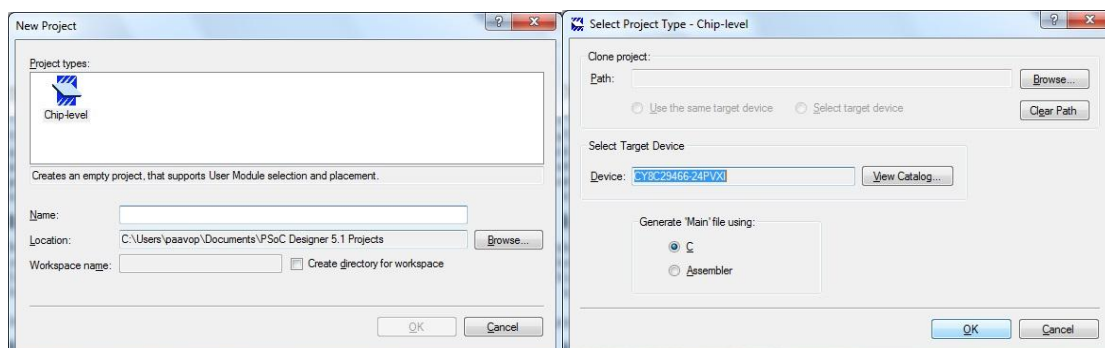 New Project
Project types:
Chip-level
Creates an empty project, that supports User Module selection and placement.
Name:
Location: C:\Users\paavop\Documents\PSoC Designer 5.1 Projects Browse...
Workspace name: Create directory for workspace
OK Cancel
Select Project Type - Chip-level
Clone project:
Path: Browse...
Use the same target device Select target device Clear Path
Select Target Device
Device: CY8C29466-24PVXI View Catalog...
Generate 'Main' file using:
C
Assembler
OK Cancel